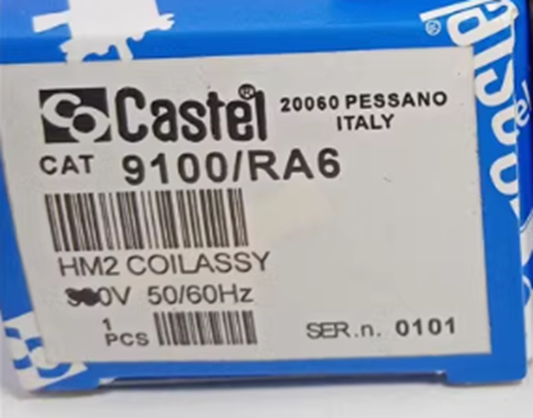 Castel®
20060 PESSANO
ITALY
CAT 9100/RA6
HM2 COILASSY
50/60Hz
1
PCS
SER.n. 0101